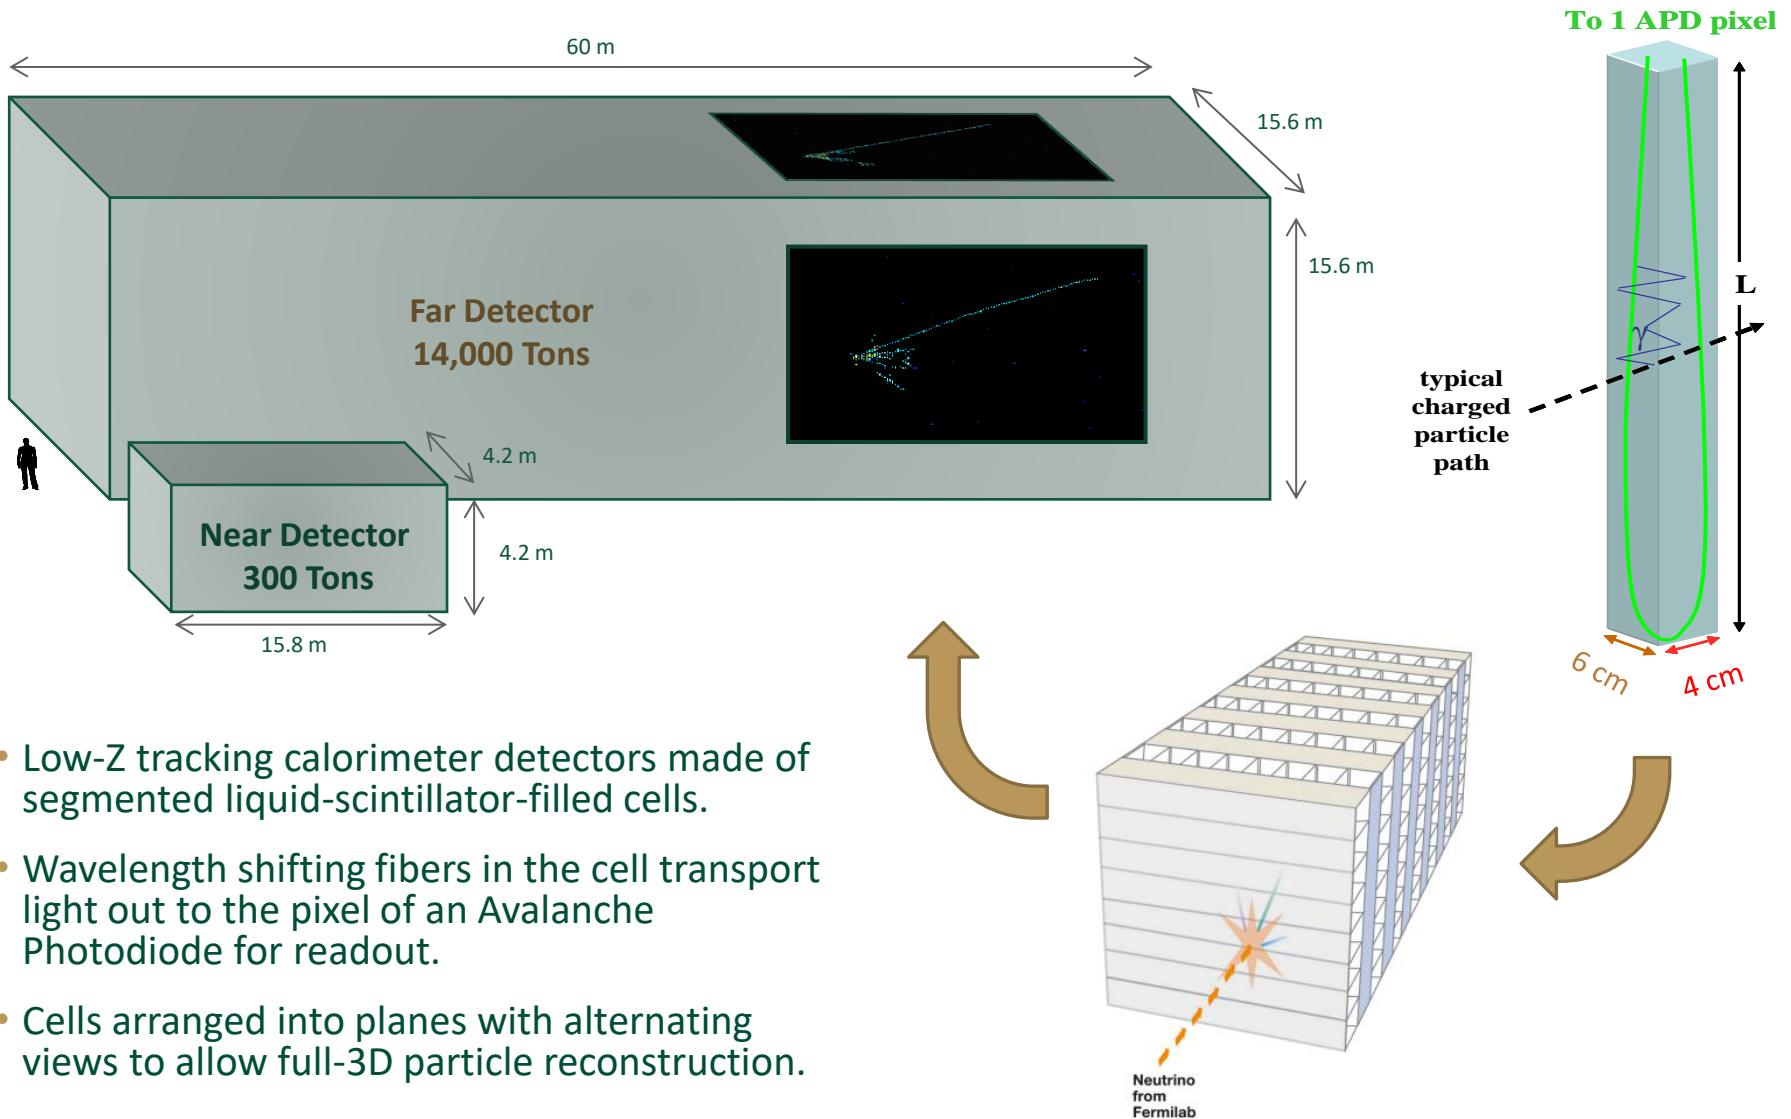 To 1 APD pixel
60 m
15.6 m
15.6 m
Far Detector
14,000 Tons
L
γ
typical
charged
particle
path
4.2 m
Near Detector
300 Tons
4.2 m
15.8 m
6 cm
4 cm
• Low-Z tracking calorimeter detectors made of
segmented liquid-scintillator-filled cells.
• Wavelength shifting fibers in the cell transport
light out to the pixel of an Avalanche
Photodiode for readout.
• Cells arranged into planes with alternating
views to allow full-3D particle reconstruction.
Neutrino
from
Fermilab